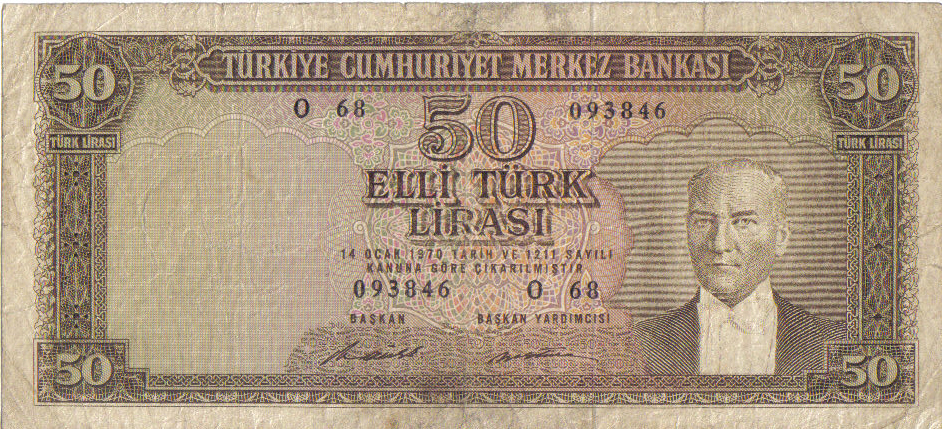 TÜRKİYE CUMHURİYET MERKEZ BANKASI
50 50
O 68 093846
50
TÜRK LİRASI TÜRK LİRASI
ELLİ TÜRK
LİRASI
14 OCAK 1970 TARİH VE 1211 SAYILI
KANUNA GÖRE ÇIKARILMIŞTIR
093846 O 68
BAŞKAN BAŞKAN YARDIMCISI
50 50